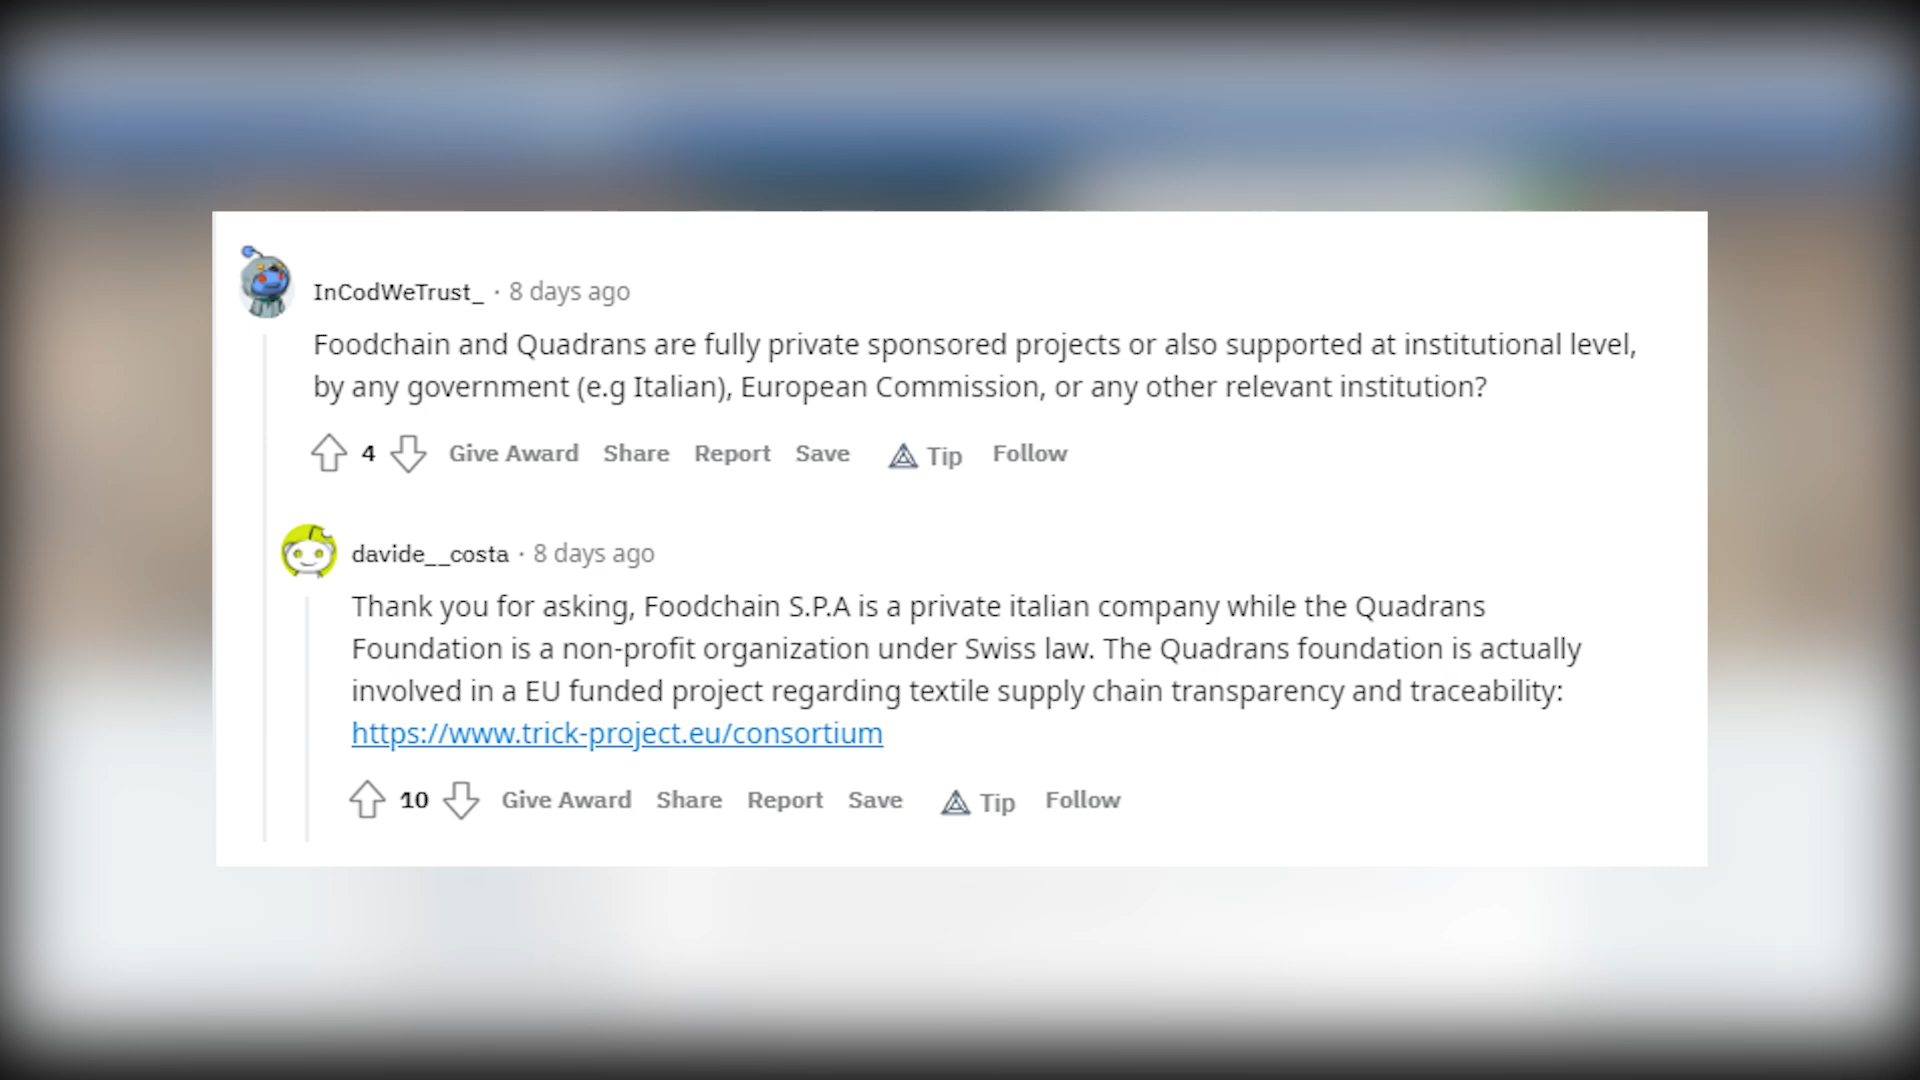 InCodWeTrust_ · 8 days ago
Foodchain and Quadrans are fully private sponsored projects or also supported at institutional level,
by any government (e.g Italian), European Commission, or any other relevant institution?
4 Give Award Share Report Save Tip Follow
davide__costa · 8 days ago
Thank you for asking, Foodchain S.P.A is a private italian company while the Quadrans
Foundation is a non-profit organization under Swiss law. The Quadrans foundation is actually
involved in a EU funded project regarding textile supply chain transparency and traceability:
https://www.trick-project.eu/consortium
10 Give Award Share Report Save Tip Follow